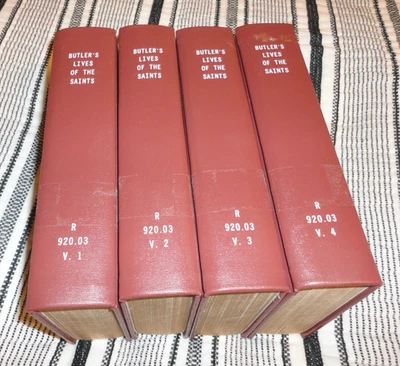 BUTLER'S
LIVES
OF THE
SAINTS
R
920.03
V. 1
BUTLER'S
LIVES
OF THE
SAINTS
R
920.03
V. 2
BUTLER'S
LIVES
OF THE
SAINTS
R
920.03
V. 3
BUTLER'S
LIVES
OF THE
SAINTS
R
920.03
V. 4